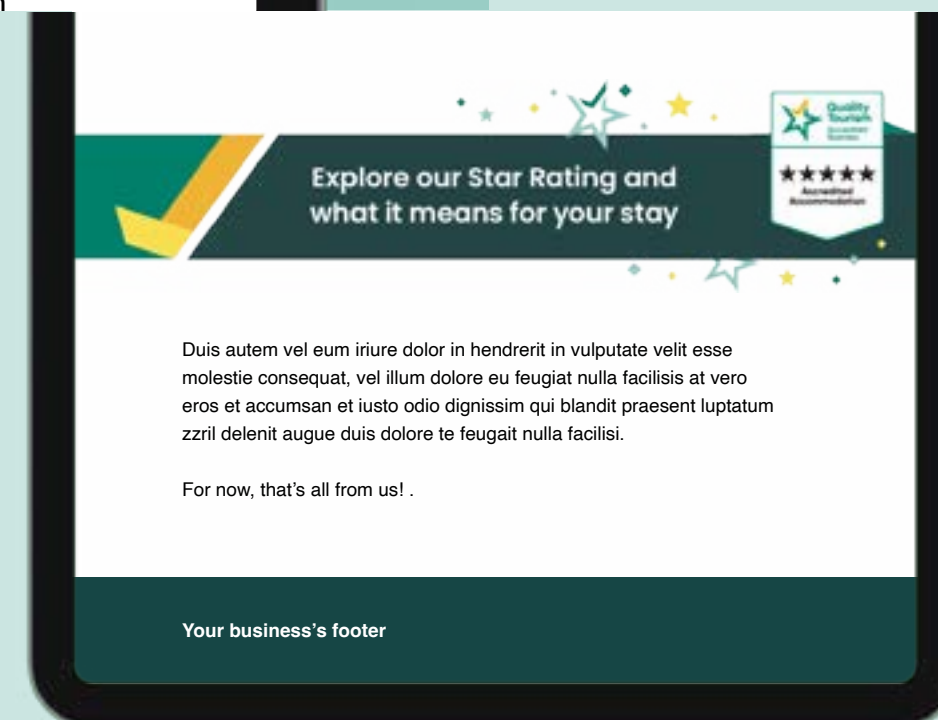 Explore our Star Rating and
what it means for your stay
Quality
Tourism
Accredited
Business
★★★★★
Accredited
Accommodation
Duis autem vel eum iriure dolor in hendrerit in vulputate velit esse
molestie consequat, vel illum dolore eu feugiat nulla facilisis at vero
eros et accumsan et iusto odio dignissim qui blandit praesent luptatum
zzril delenit augue duis dolore te feugait nulla facilisi.
For now, that’s all from us! .
Your business’s footer